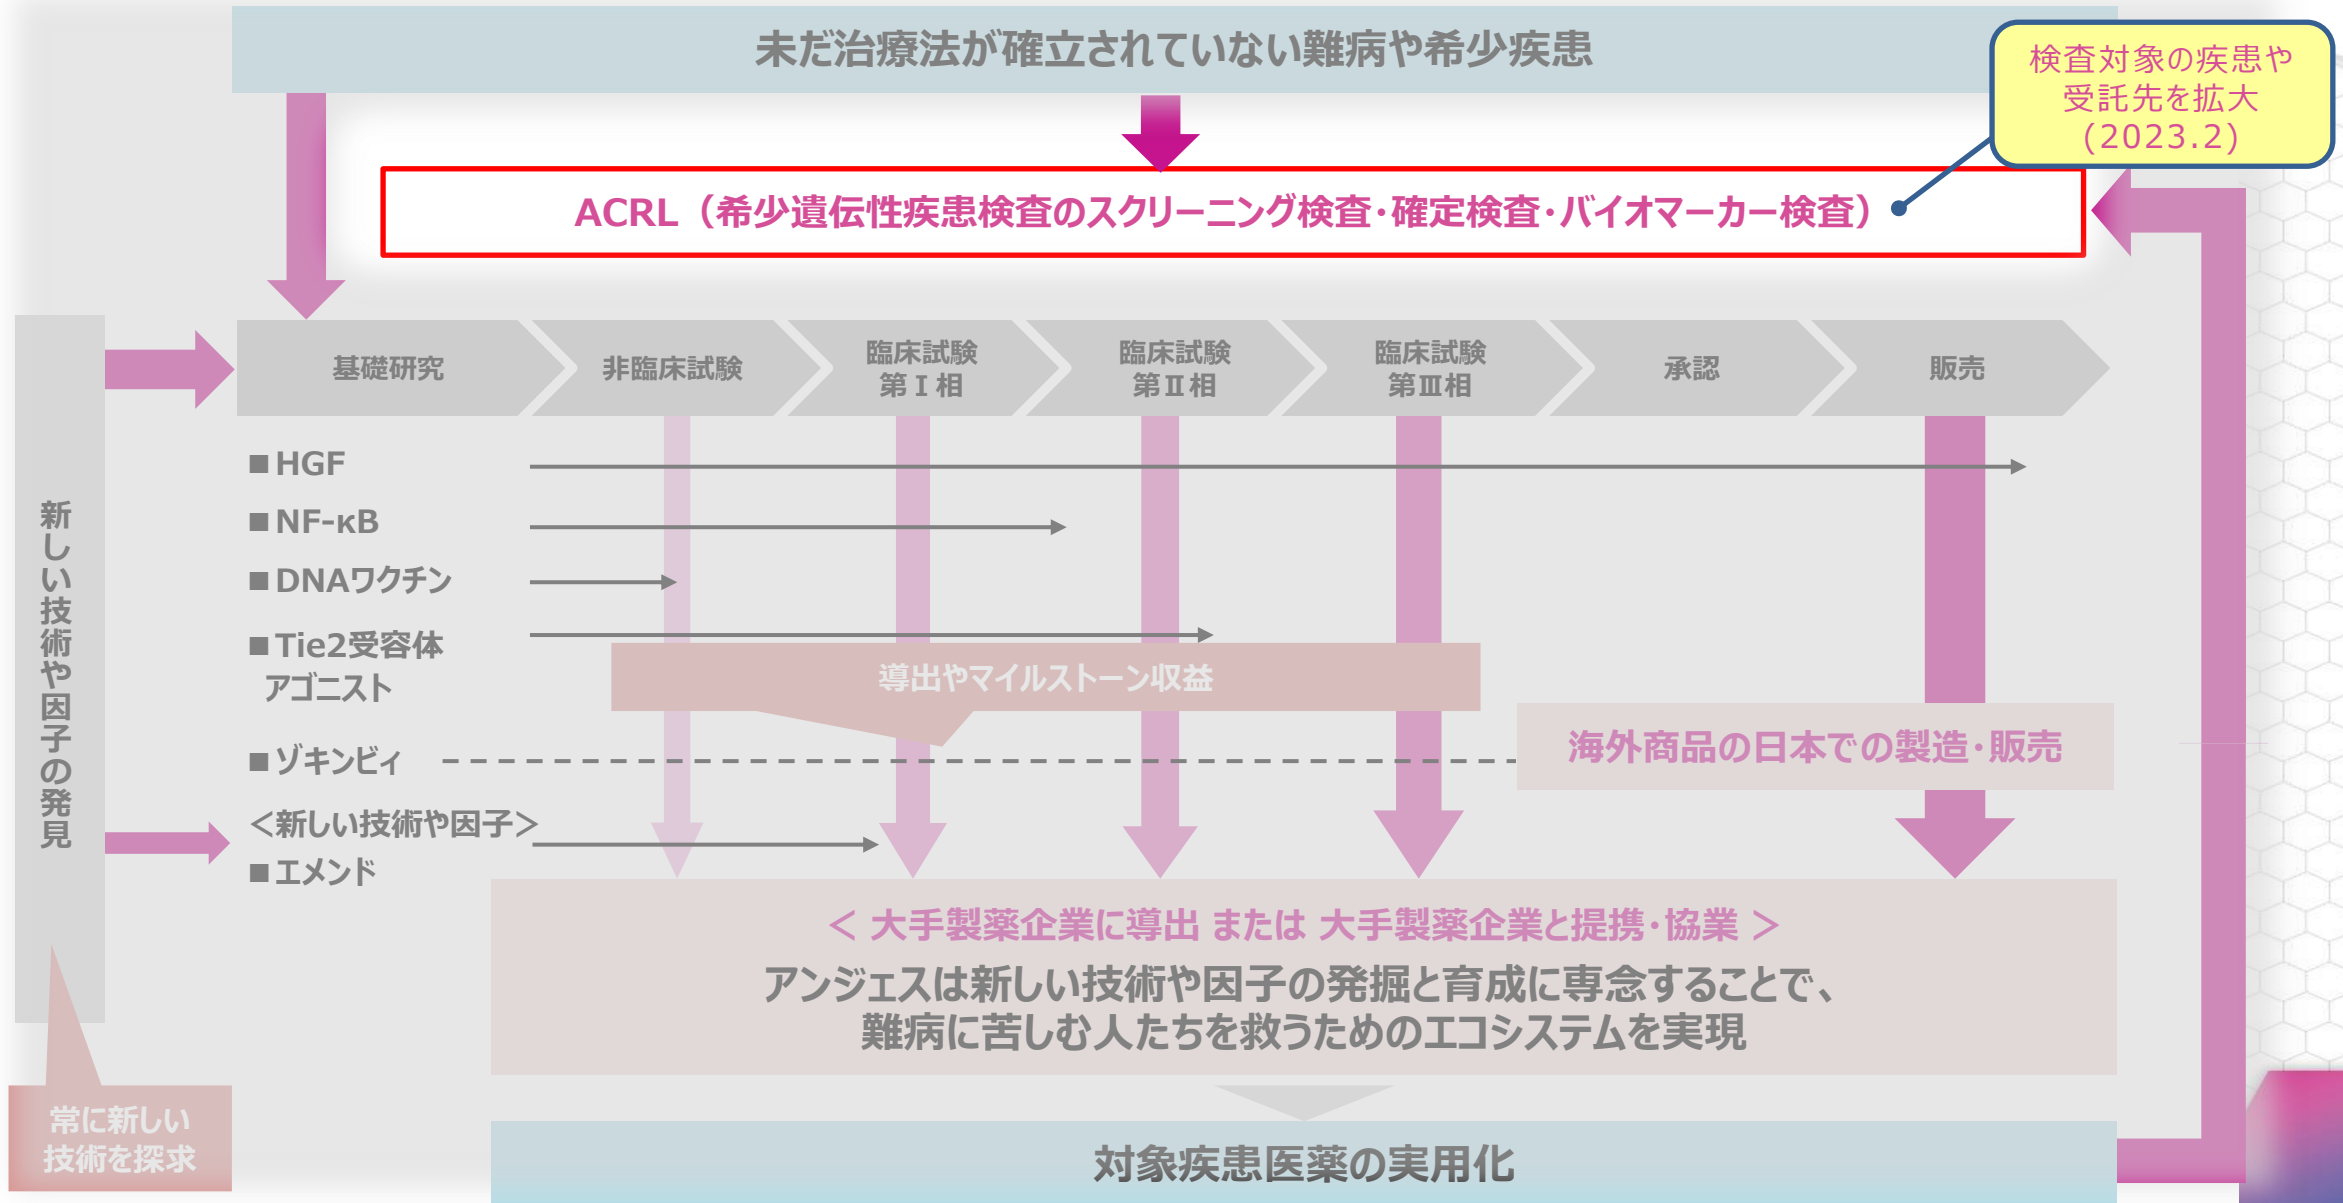 未だ治療法が確立されていない難病や希少疾患
検査対象の疾患や
受託先を拡大
(2023.2)
ACRL（希少遺伝性疾患検査のスクリーニング検査･確定検査･バイオマーカー検査）
新しい技術や因子の発見
基礎研究
非臨床試験
臨床試験
第Ⅰ相
臨床試験
第Ⅱ相
臨床試験
第Ⅲ相
承認
販売
■HGF
■NF-κB
■DNAワクチン
■Tie2受容体
アゴニスト
導出やマイルストーン収益
■ゾキンビィ
海外商品の日本での製造･販売
＜新しい技術や因子＞
■エメンド
＜ 大手製薬企業に導出 または 大手製薬企業と提携･協業 ＞
アンジェスは新しい技術や因子の発掘と育成に専念することで、
難病に苦しむ人たちを救うためのエコシステムを実現
常に新しい
技術を探求
対象疾患医薬の実用化